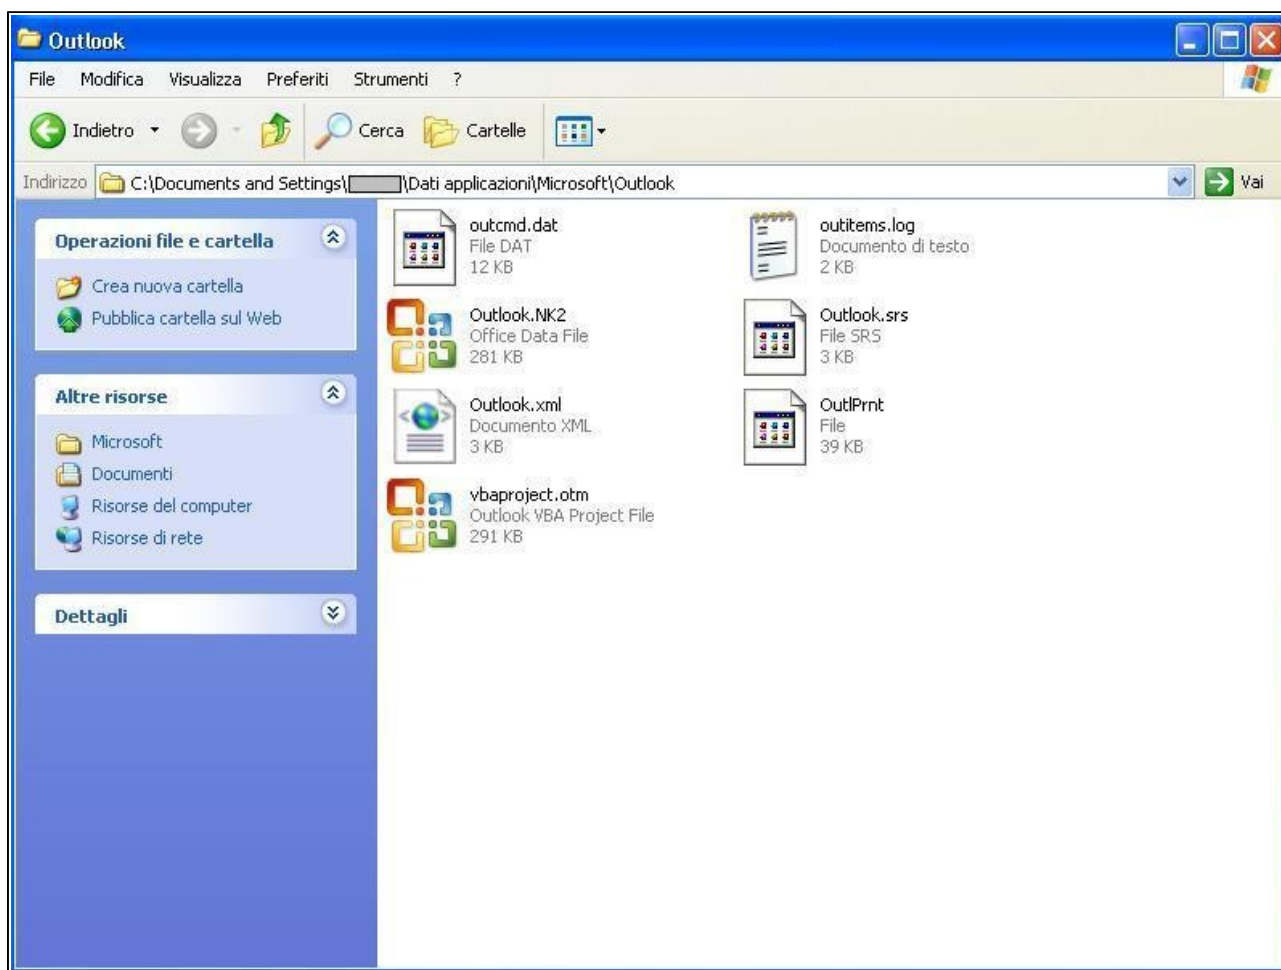 Outlook
File Modifica Visualizza Preferiti Strumenti ?
Indietro Cerca Cartelle
Indirizzo C:\Documents and Settings\ \Dati applicazioni\Microsoft\Outlook Vai
Operazioni file e cartella
Crea nuova cartella
Pubblica cartella sul Web
Altre risorse
Microsoft
Documenti
Risorse del computer
Risorse di rete
Dettagli
outcmd.dat
File DAT
12 KB
outitems.log
Documento di testo
2 KB
Outlook.NK2
Office Data File
281 KB
Outlook.srs
File SRS
3 KB
Outlook.xml
Documento XML
3 KB
OutlPrnt
File
39 KB
vbaproject.otm
Outlook VBA Project File
291 KB